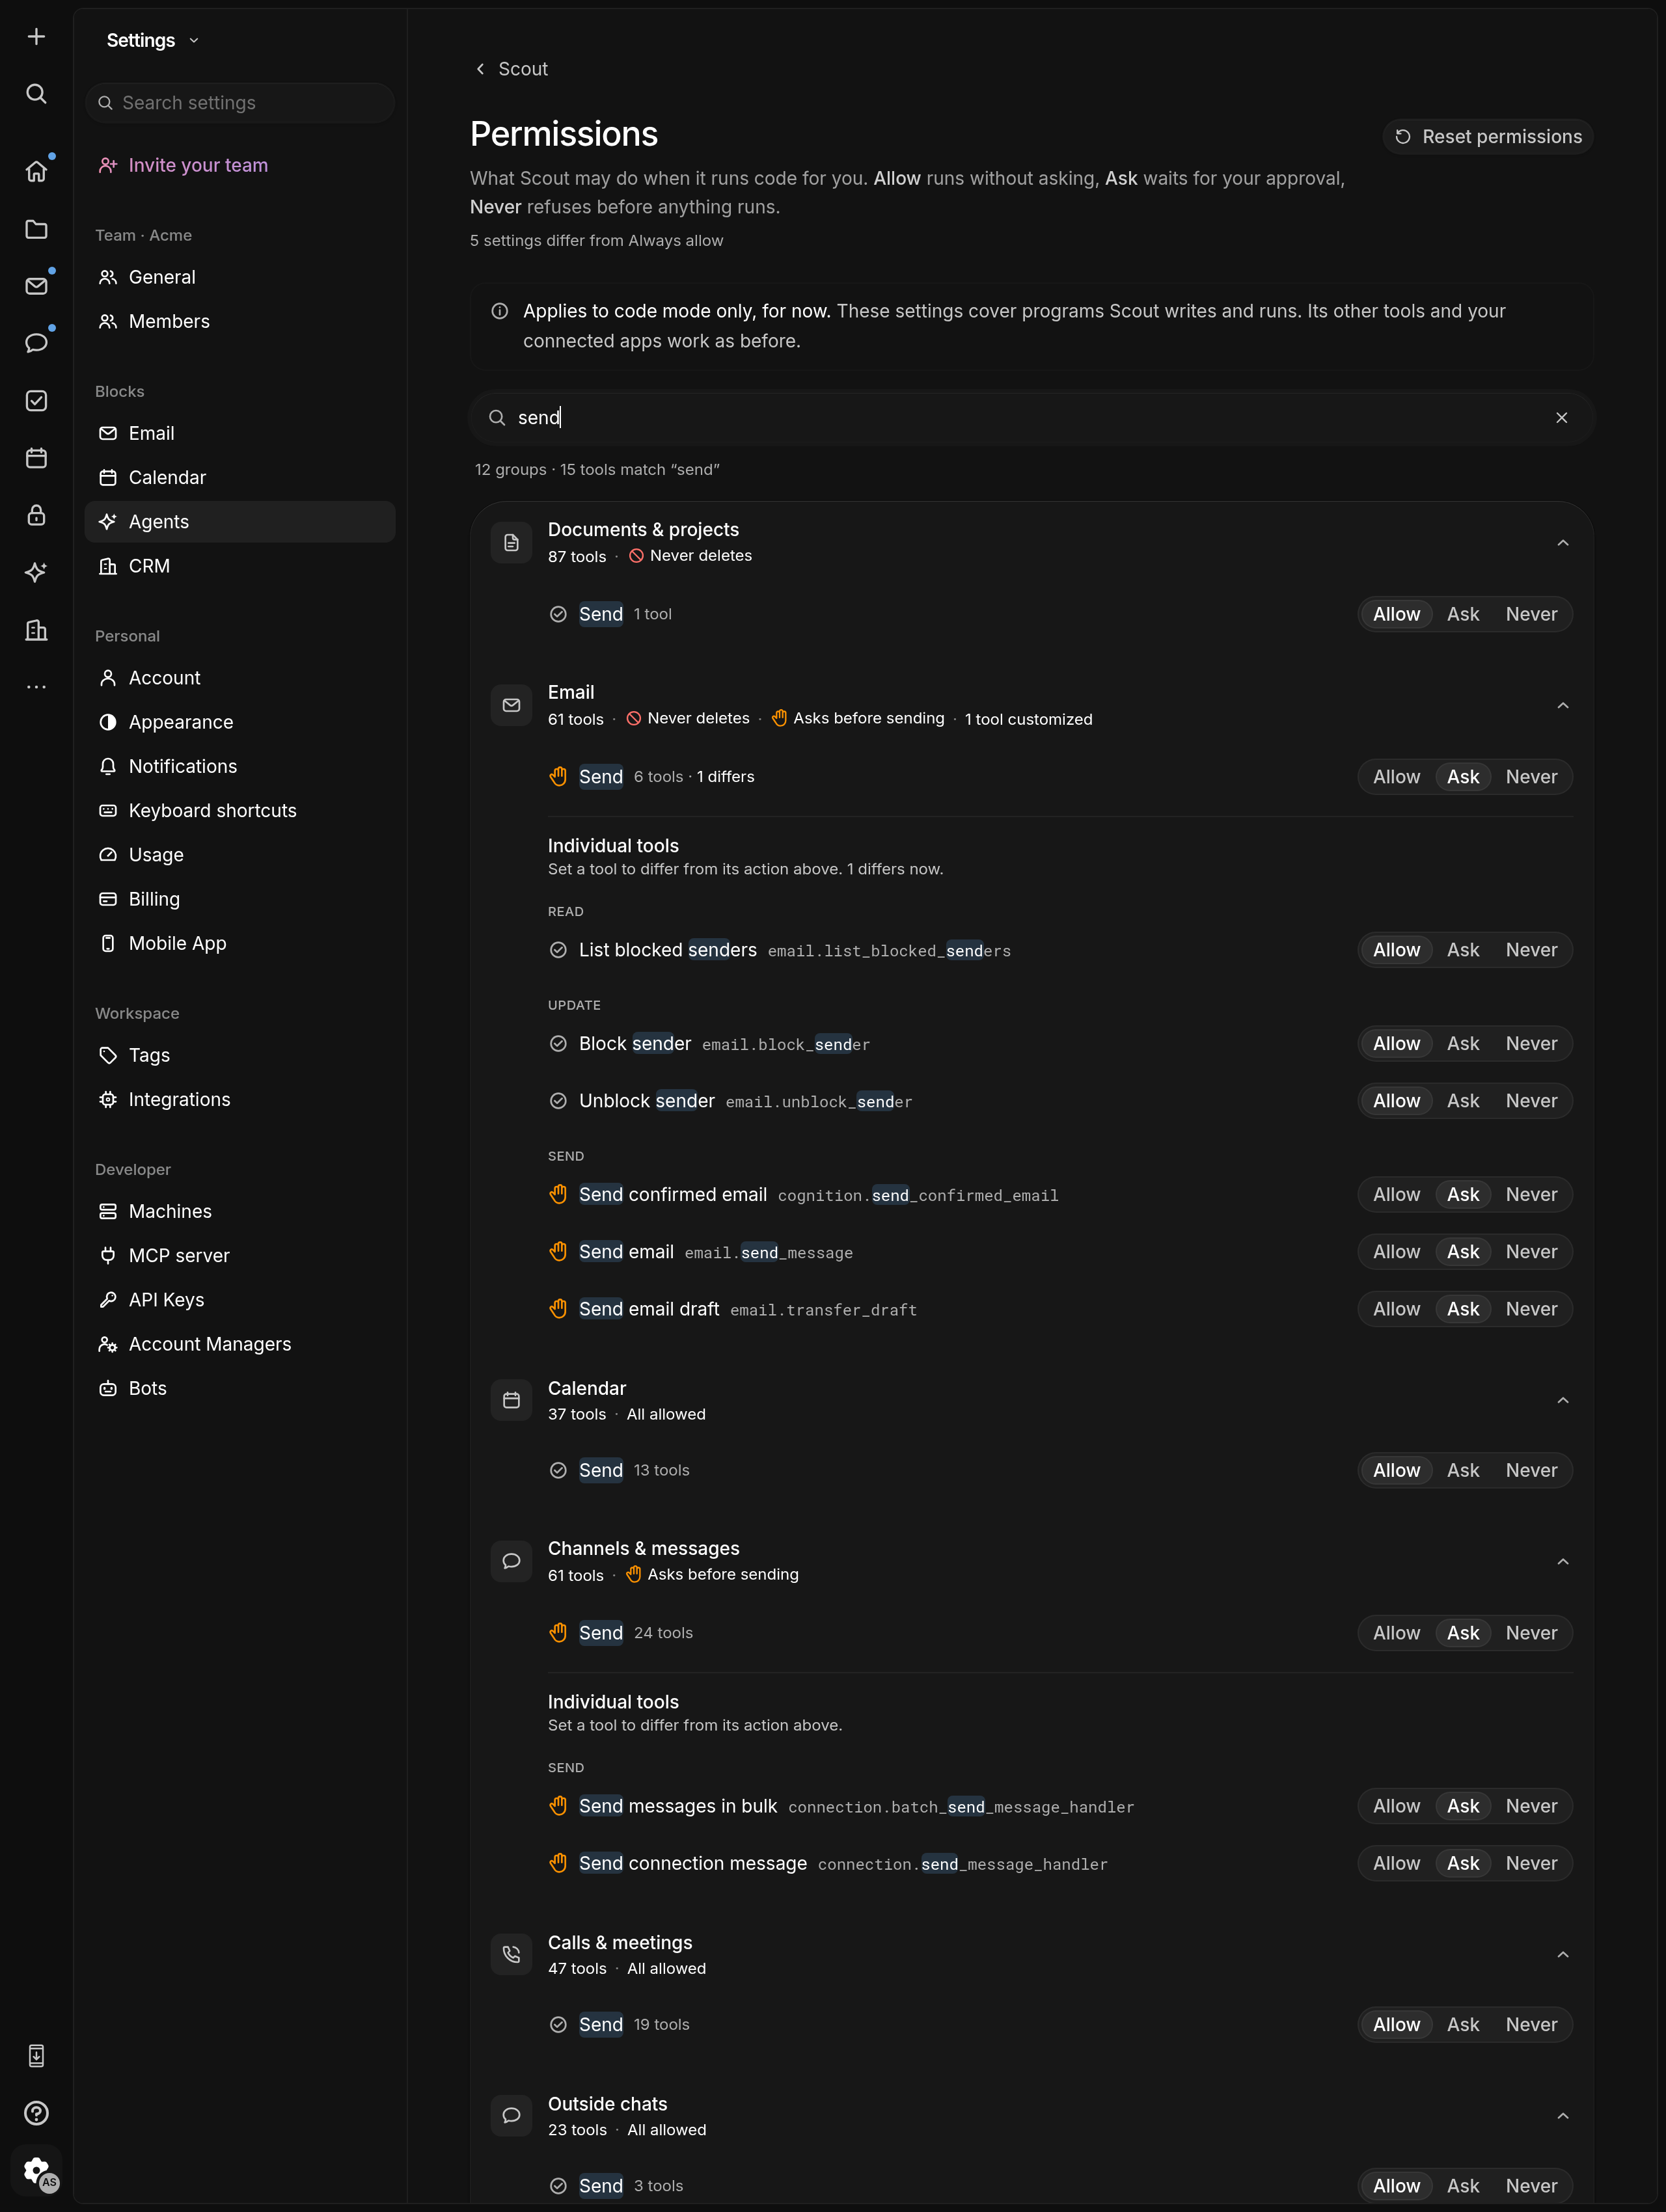 Settings
Search settings
Invite your team
Team · Acme
General
Members
Blocks
Email
Calendar
Agents
CRM
Personal
Account
Appearance
Notifications
Keyboard shortcuts
Usage
Billing
Mobile App
Workspace
Tags
Integrations
Developer
Machines
MCP server
API Keys
Account Managers
Bots
AS
Scout
Permissions
Reset permissions
What Scout may do when it runs code for you. Allow runs without asking, Ask waits for your approval,
Never refuses before anything runs.
5 settings differ from Always allow
Applies to code mode only, for now. These settings cover programs Scout writes and runs. Its other tools and your
connected apps work as before.
send
12 groups · 15 tools match “send”
Documents & projects
87 tools · Never deletes
Send 1 tool Allow Ask Never
Email
61 tools · Never deletes · Asks before sending · 1 tool customized
Send 6 tools · 1 differs Allow Ask Never
Individual tools
Set a tool to differ from its action above. 1 differs now.
READ
List blocked senders email.list_blocked_senders Allow Ask Never
UPDATE
Block sender email.block_sender Allow Ask Never
Unblock sender email.unblock_sender Allow Ask Never
SEND
Send confirmed email cognition.send_confirmed_email Allow Ask Never
Send email email.send_message Allow Ask Never
Send email draft email.transfer_draft Allow Ask Never
Calendar
37 tools · All allowed
Send 13 tools Allow Ask Never
Channels & messages
61 tools · Asks before sending
Send 24 tools Allow Ask Never
Individual tools
Set a tool to differ from its action above.
SEND
Send messages in bulk connection.batch_send_message_handler Allow Ask Never
Send connection message connection.send_message_handler Allow Ask Never
Calls & meetings
47 tools · All allowed
Send 19 tools Allow Ask Never
Outside chats
23 tools · All allowed
Send 3 tools Allow Ask Never